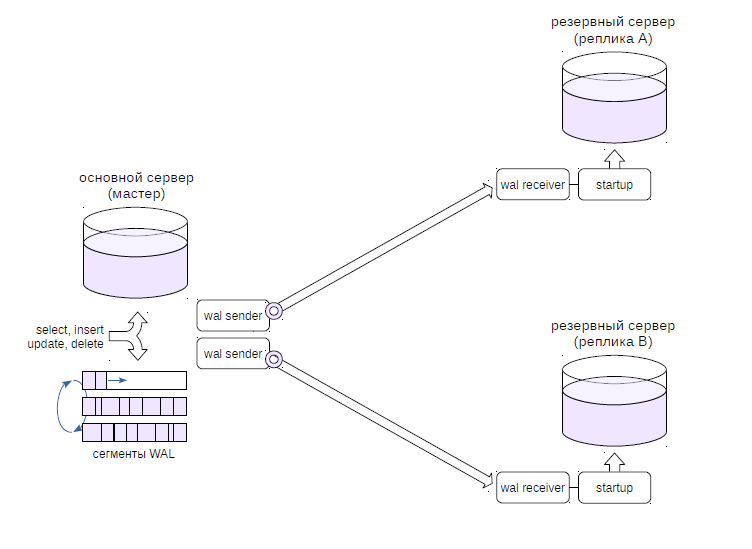 резервный сервер
(реплика A)
wal receiver
startup
основной сервер
(мастер)
wal sender
wal sender
select, insert
update, delete
сегменты WAL
резервный сервер
(реплика B)
wal receiver
startup